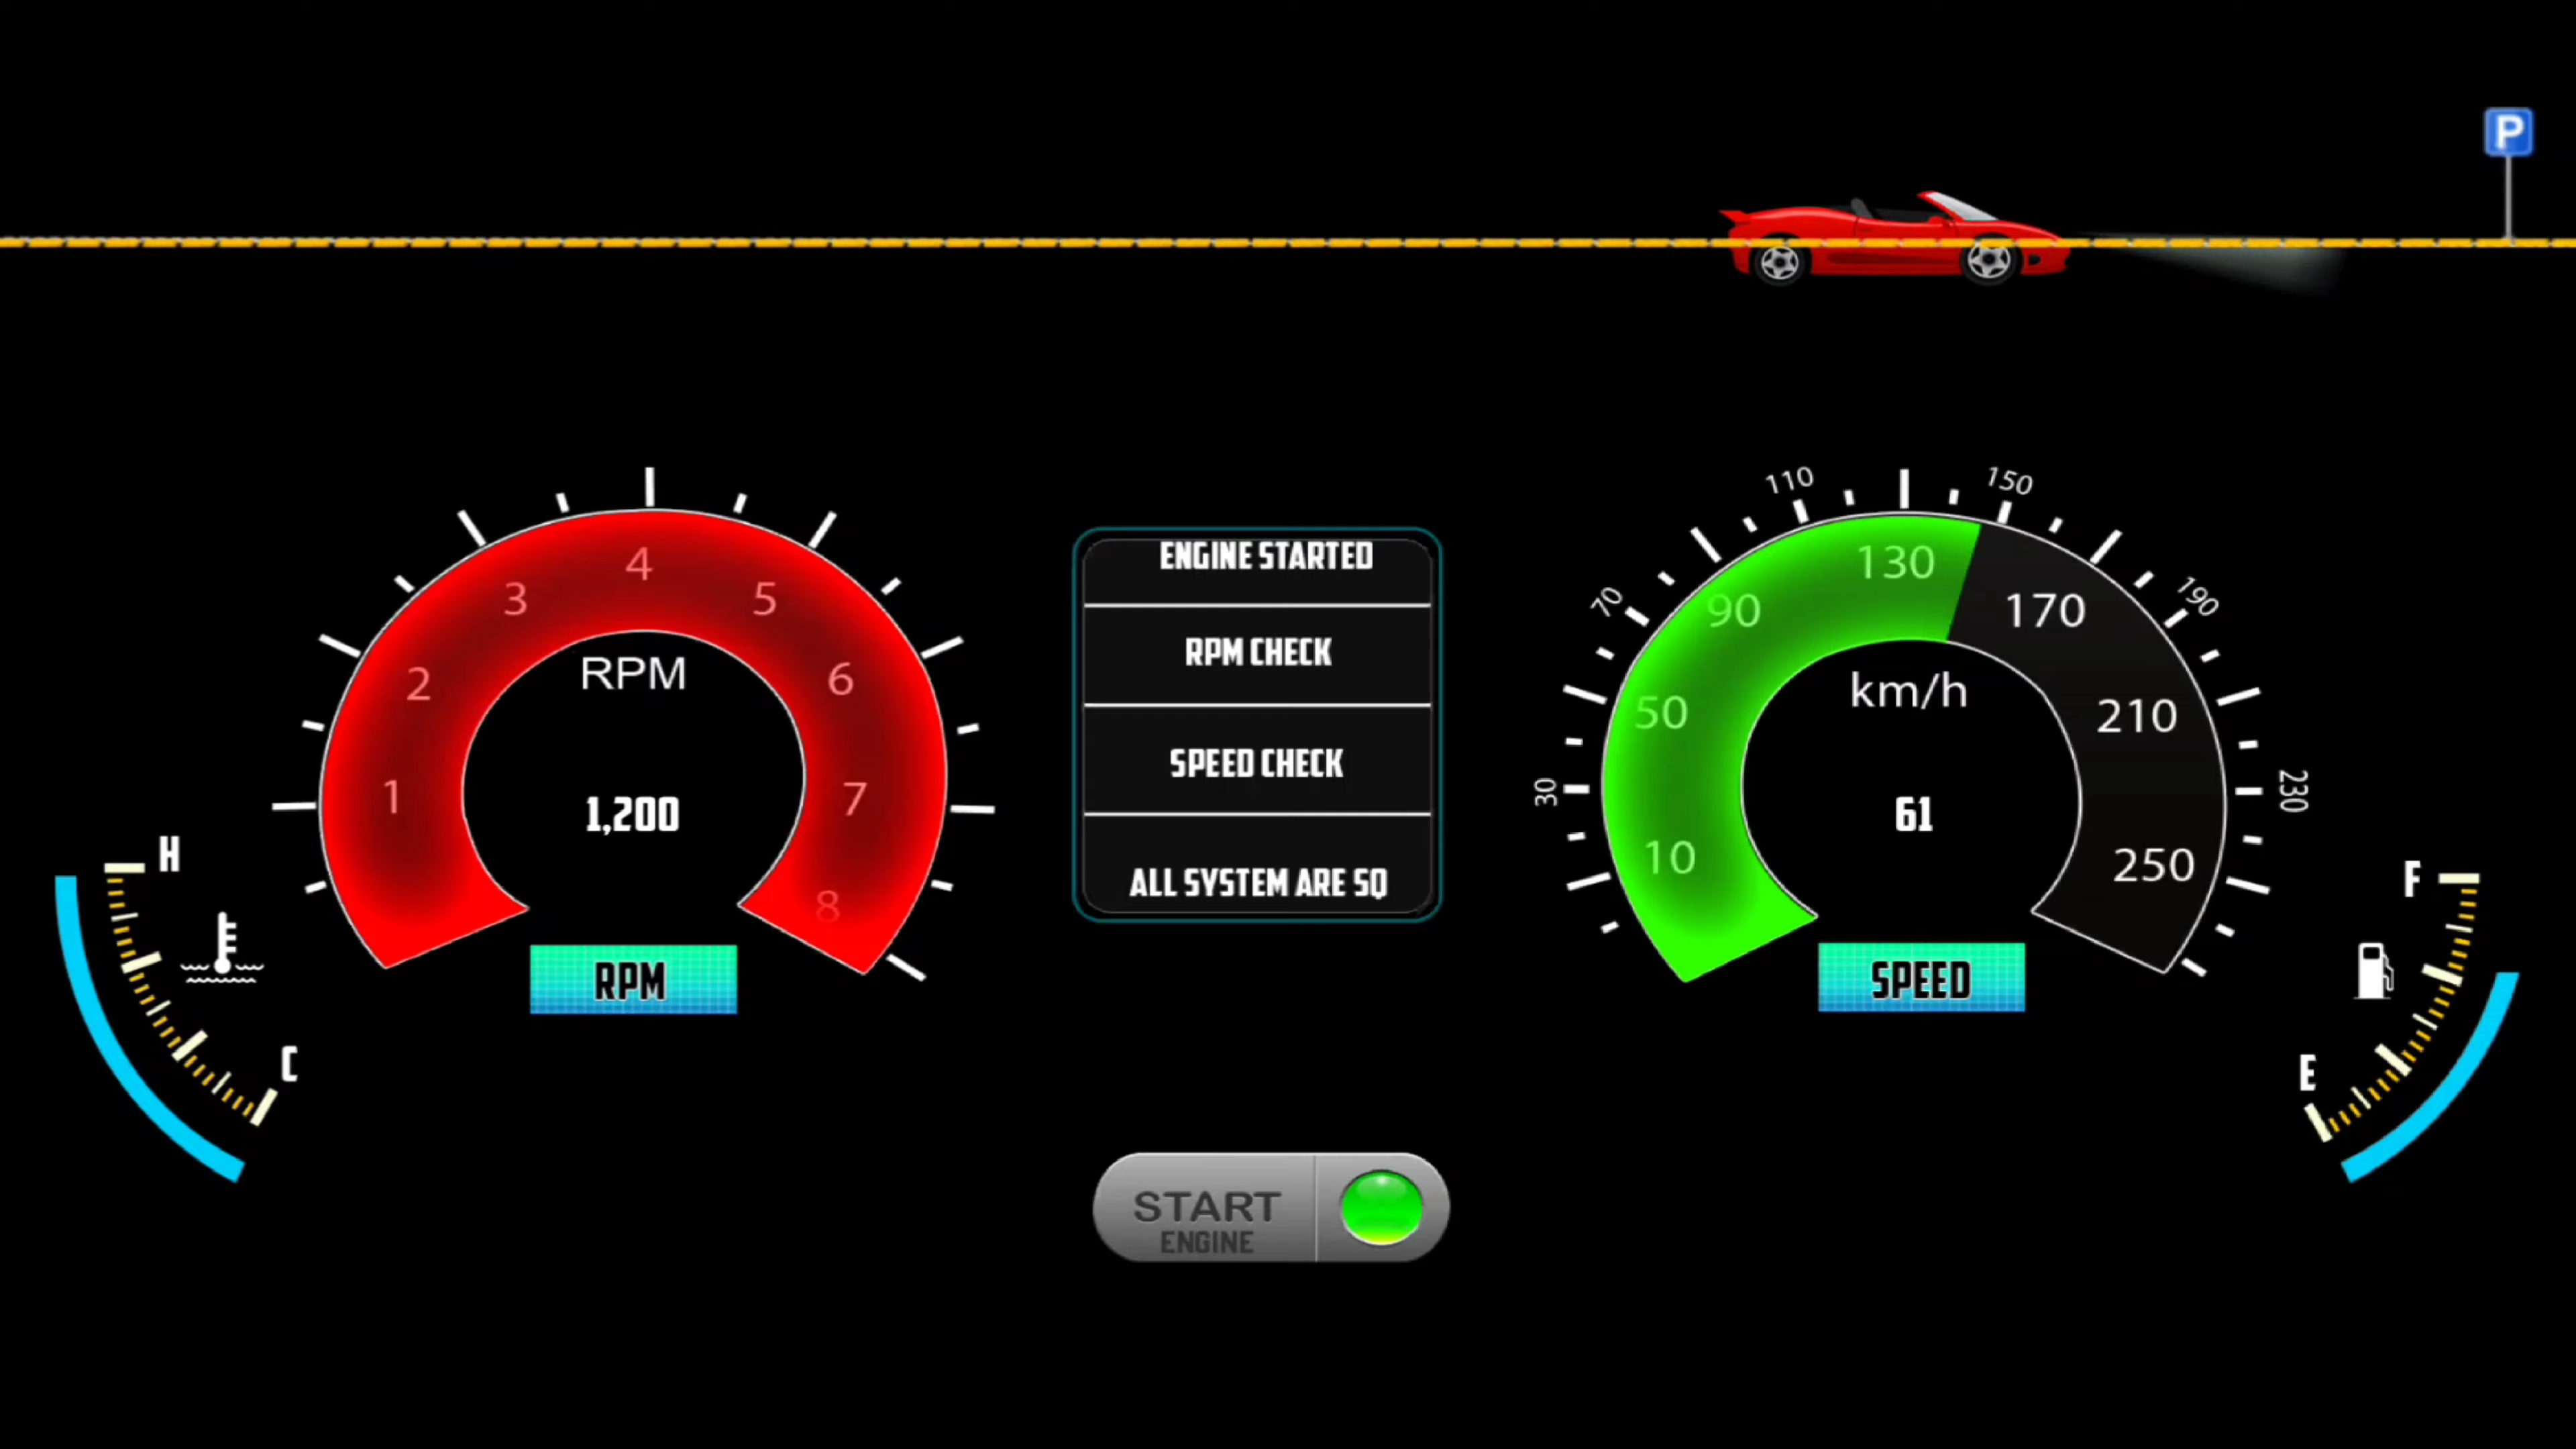 P
110
150
4
130
3
5
70
90
170
190
RPM
2
6
km/h
50
210
ENGINE STARTED
RPM CHECK
SPEED CHECK
ALL SYSTEM ARE SQ
1
7
1,200
30
61
230
H
10
250
8
F
RPM
SPEED
C
E
START
ENGINE